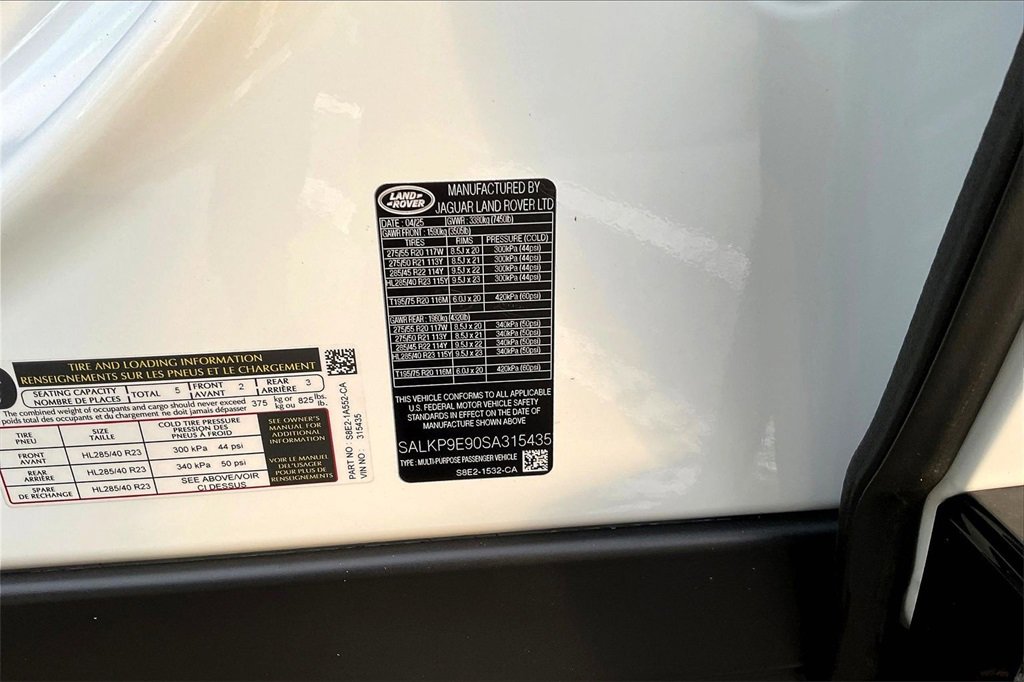 LAND ROVER
MANUFACTURED BY
JAGUAR LAND ROVER LTD
DATE : 04/25 GVWR : 3380kg (7450lb)
GAWR FRONT : 1590kg (3505lb)
TIRES RIMS PRESSURE (COLD)
275/55 R20 117W 8.5J x 20 300kPa (44psi)
275/50 R21 113Y 8.5J x 21 300kPa (44psi)
285/45 R22 114Y 9.5J x 22 300kPa (44psi)
HL285/40 R23 115Y 9.5J x 23 300kPa (44psi)
T195/75 R20 116M 6.0J x 20 420kPa (60psi)
GAWR REAR : 1960kg (4320lb)
275/55 R20 117W 8.5J x 20 340kPa (50psi)
275/50 R21 113Y 8.5J x 21 340kPa (50psi)
285/45 R22 114Y 9.5J x 22 340kPa (50psi)
HL285/40 R23 115Y 9.5J x 23 340kPa (50psi)
T195/75 R20 116M 6.0J x 20 420kPa (60psi)
THIS VEHICLE CONFORMS TO ALL APPLICABLE
U.S. FEDERAL MOTOR VEHICLE SAFETY
STANDARDS IN EFFECT ON THE DATE OF
MANUFACTURE SHOWN ABOVE
SALKP9E90SA315435
TYPE : MULTI-PURPOSE PASSENGER VEHICLE
S8E2-1532-CA
TIRE AND LOADING INFORMATION
RENSEIGNEMENTS SUR LES PNEUS ET LE CHARGEMENT
SEATING CAPACITY
NOMBRE DE PLACES
TOTAL 5
FRONT
AVANT
2
REAR
ARRIÈRE
3
The combined weight of occupants and cargo should never exceed
poids total des occupants et du chargement ne doit jamais dépasser
375 kg or
kg ou
825 lbs.
lb.
TIRE
PNEU
SIZE
TAILLE
COLD TIRE PRESSURE
PRESSION DES
PNEUS À FROID
FRONT
AVANT
HL285/40 R23 300 kPa 44 psi
REAR
ARRIÈRE
HL285/40 R23 340 kPa 50 psi
SPARE
DE RECHANGE
HL285/40 R23
SEE ABOVE/VOIR
CI DESSUS
SEE OWNER'S
MANUAL FOR
ADDITIONAL
INFORMATION
VOIR LE MANUEL
DE L'USAGER
POUR PLUS DE
RENSEIGNEMENTS
PART NO : S8E2-1A552-CA
VIN NO : 315435